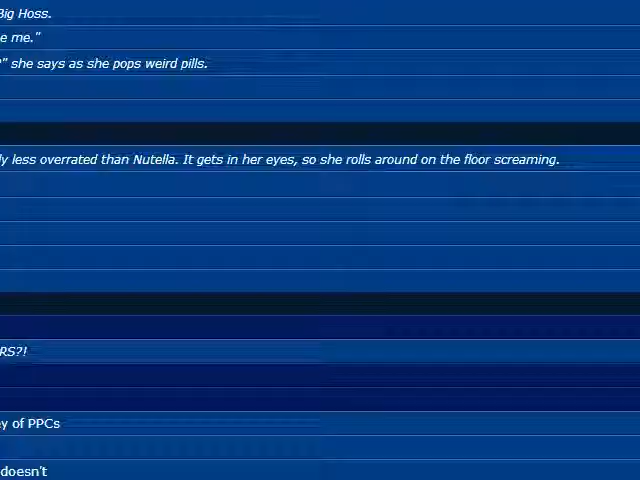 Big Hoss.
e me."
" she says as she pops weird pills.
ly less overrated than Nutella. It gets in her eyes, so she rolls around on the floor screaming.
RS?!
y of PPCs
doesn't